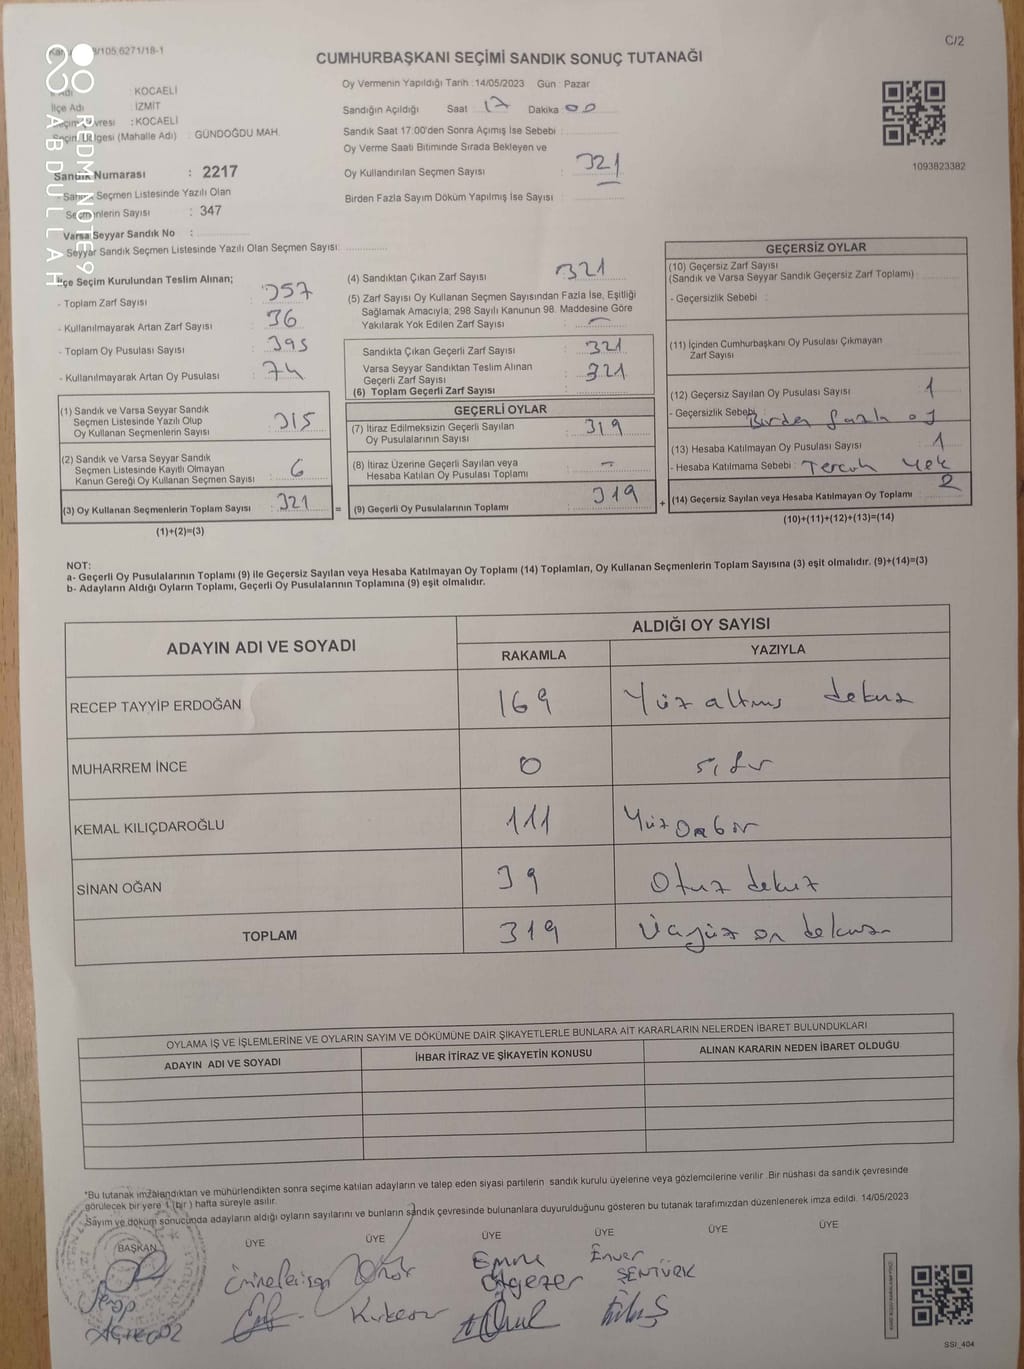 C/2
CUMHURBAŞKANI SEÇİMİ SANDIK SONUÇ TUTANAĞI
REDMI NOTE 9
ABDULLAH
/105.6271/18-1
: KOCAELİ
İlçe Adı : İZMİT
: KOCAELİ
(Mahalle Adı) : GÜNDOĞDU MAH.
Sandık Numarası : 2217
Sandık Seçmen Listesinde Yazılı Olan
Seçmenlerin Sayısı : 347
Varsa Seyyar Sandık No :
- Seyyar Sandık Seçmen Listesinde Yazılı Olan Seçmen Sayısı:
Oy Vermenin Yapıldığı Tarih : 14/05/2023 Gün : Pazar
Sandığın Açıldığı Saat 17 Dakika 00
Sandık Saat 17:00'den Sonra Açımış İse Sebebi :
Oy Verme Saati Bitiminde Sırada Bekleyen ve
Oy Kullandırılan Seçmen Sayısı : 321
Birden Fazla Sayım Döküm Yapılmış İse Sayısı :
1093823382
İlçe Seçim Kurulundan Teslim Alınan;
- Toplam Zarf Sayısı : 357
- Kullanılmayarak Artan Zarf Sayısı : 36
- Toplam Oy Pusulası Sayısı : 395
- Kullanılmayarak Artan Oy Pusulası : 74
(1) Sandık ve Varsa Seyyar Sandık
Seçmen Listesinde Yazılı Olup
Oy Kullanan Seçmenlerin Sayısı : 315
(2) Sandık ve Varsa Seyyar Sandık
Seçmen Listesinde Kayıtlı Olmayan
Kanun Gereği Oy Kullanan Seçmen Sayısı : 6
(3) Oy Kullanan Seçmenlerin Toplam Sayısı : 321
(1)+(2)=(3)
=
(4) Sandıktan Çıkan Zarf Sayısı : 321
(5) Zarf Sayısı Oy Kullanan Seçmen Sayısından Fazla İse, Eşitliği
Sağlamak Amacıyla, 298 Sayılı Kanunun 98. Maddesine Göre
Yakılarak Yok Edilen Zarf Sayısı : -
Sandıkta Çıkan Geçerli Zarf Sayısı : 321
Varsa Seyyar Sandıktan Teslim Alınan
Geçerli Zarf Sayısı : 321
(6) Toplam Geçerli Zarf Sayısı :
GEÇERLİ OYLAR
(7) İtiraz Edilmeksizin Geçerli Sayılan
Oy Pusulalarının Sayısı : 319
(8) İtiraz Üzerine Geçerli Sayılan veya
Hesaba Katılan Oy Pusulası Toplamı : -
(9) Geçerli Oy Pusulalarının Toplamı : 319
+
GEÇERSİZ OYLAR
(10) Geçersiz Zarf Sayısı
(Sandık ve Varsa Seyyar Sandık Geçersiz Zarf Toplamı) :
- Geçersizlik Sebebi :
(11) İçinden Cumhurbaşkanı Oy Pusulası Çıkmayan
Zarf Sayısı :
(12) Geçersiz Sayılan Oy Pusulası Sayısı : 1
- Geçersizlik Sebebi: Birden fazla oy
(13) Hesaba Katılmayan Oy Pusulası Sayısı : 1
- Hesaba Katılmama Sebebi : Tercih Yok
(14) Geçersiz Sayılan veya Hesaba Katılmayan Oy Toplamı : 2
(10)+(11)+(12)+(13)=(14)
NOT:
a- Geçerli Oy Pusulalarının Toplamı (9) ile Geçersiz Sayılan veya Hesaba Katılmayan Oy Toplamı (14) Toplamları, Oy Kullanan Seçmenlerin Toplam Sayısına (3) eşit olmalıdır. (9)+(14)=(3)
b- Adayların Aldığı Oyların Toplamı, Geçerli Oy Pusulalarının Toplamına (9) eşit olmalıdır.
ADAYIN ADI VE SOYADI
ALDIĞI OY SAYISI
RAKAMLA YAZIYLA
RECEP TAYYİP ERDOĞAN 169 Yüz altmış dokuz
MUHARREM İNCE 0 sıfır
KEMAL KILIÇDAROĞLU 111 Yüz Onbir
SİNAN OĞAN 39 Otuz dokuz
TOPLAM 319 Üçyüz on dokuz
OYLAMA İŞ VE İŞLEMLERİNE VE OYLARIN SAYIM VE DÖKÜMÜNE DAİR ŞİKAYETLERLE BUNLARA AİT KARARLARIN NELERDEN İBARET BULUNDUKLARI
ADAYIN ADI VE SOYADI İHBAR İTİRAZ VE ŞİKAYETİN KONUSU ALINAN KARARIN NEDEN İBARET OLDUĞU
*Bu tutanak imzalandıktan ve mühürlendikten sonra seçime katılan adayların ve talep eden siyasi partilerin sandık kurulu üyelerine veya gözlemcilerine verilir. Bir nüshası da sandık çevresinde
görülecek bir yere 1 (bir) hafta süreyle asılır.
Sayım ve döküm sonucunda adayların aldığı oyların sayılarını ve bunların sandık çevresinde bulunanlara duyurulduğunu gösteren bu tutanak tarafımızdan düzenlenerek imza edildi. 14/05/2023
BAŞKAN ÜYE ÜYE ÜYE ÜYE ÜYE ÜYE
Enver
ŞENTÜRK
SSI_404